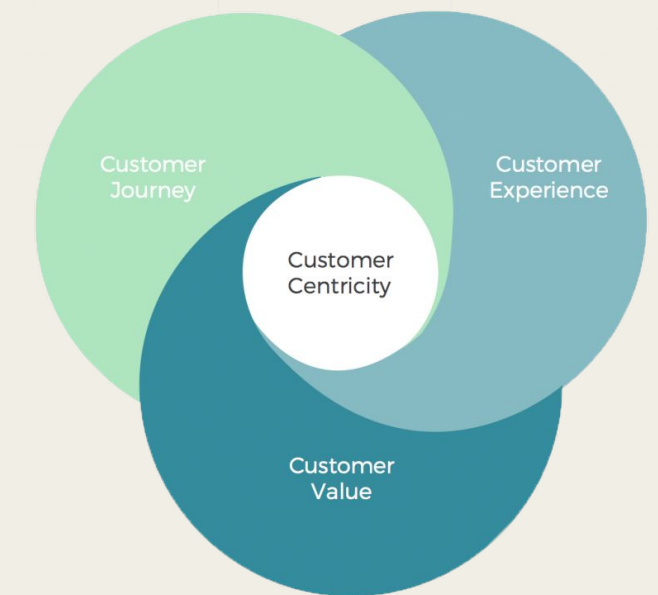 Customer
Journey
Customer
Experience
Customer
Centricity
Customer
Value